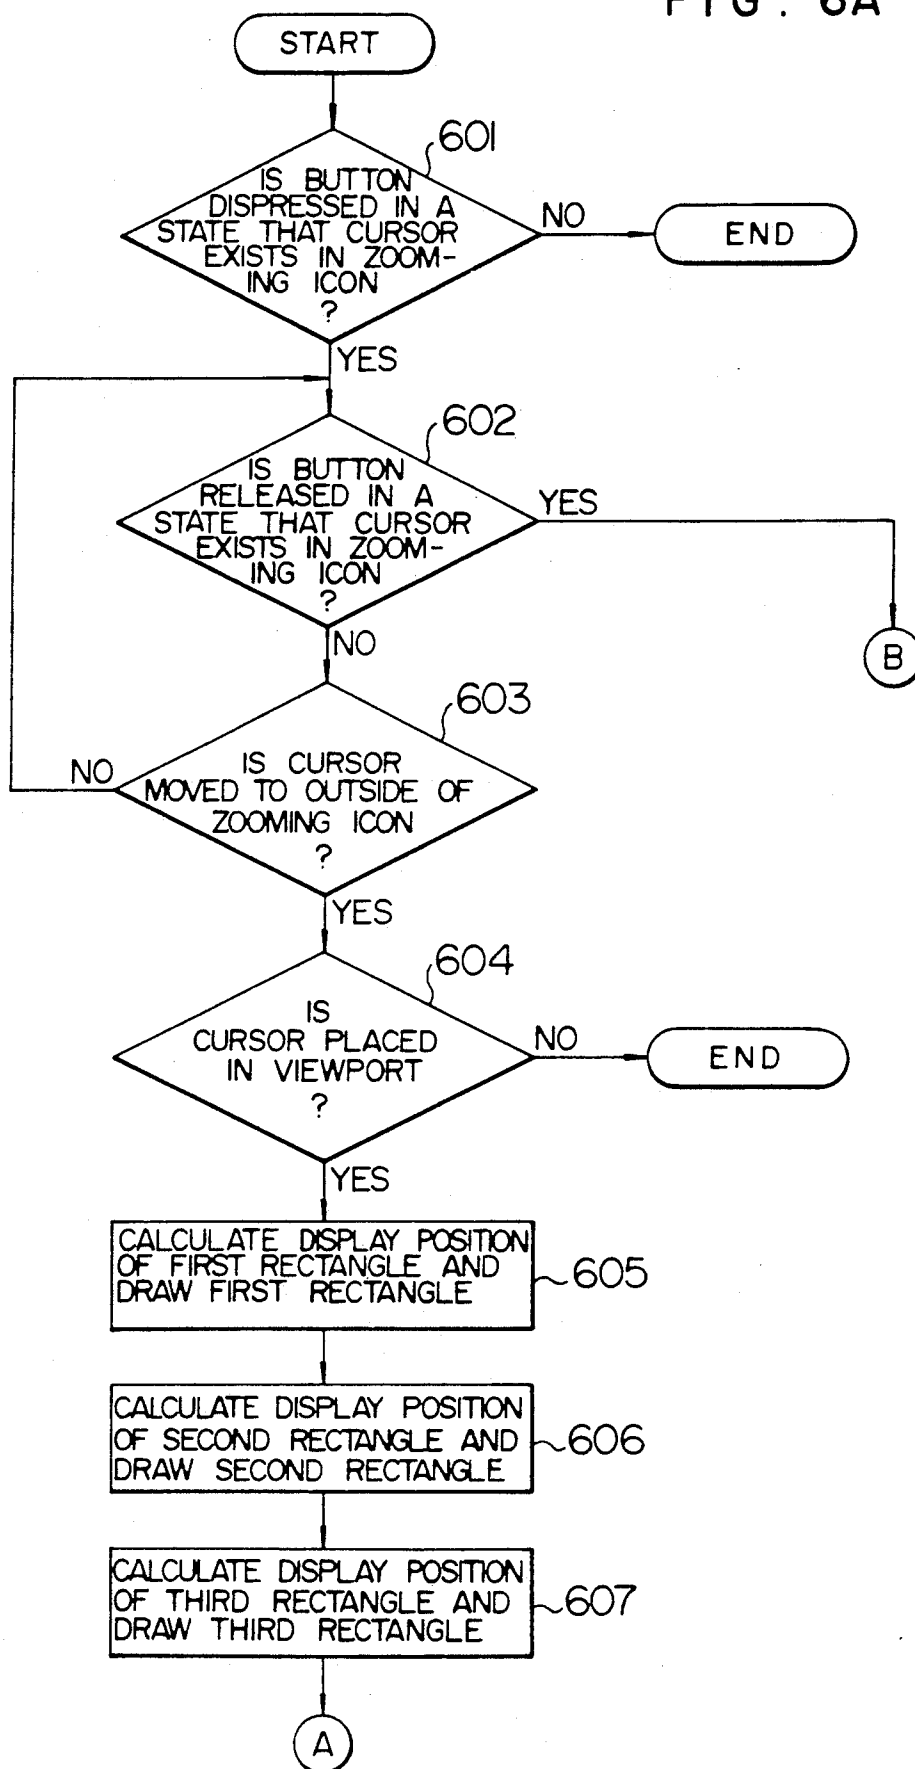 FIG. 6A
START
601
IS BUTTON
DISPRESSED IN A
STATE THAT CURSOR
EXISTS IN ZOOM-
ING ICON
?
NO
END
YES
602
IS BUTTON
RELEASED IN A
STATE THAT CURSOR
EXISTS IN ZOOM-
ING ICON
?
YES
B
NO
603
IS CURSOR
MOVED TO OUTSIDE OF
ZOOMING ICON
?
NO
YES
604
IS
CURSOR PLACED
IN VIEWPORT
?
NO
END
YES
CALCULATE DISPLAY POSITION
OF FIRST RECTANGLE AND
DRAW FIRST RECTANGLE
605
CALCULATE DISPLAY POSITION
OF SECOND RECTANGLE AND
DRAW SECOND RECTANGLE
606
CALCULATE DISPLAY POSITION
OF THIRD RECTANGLE AND
DRAW THIRD RECTANGLE
607
A